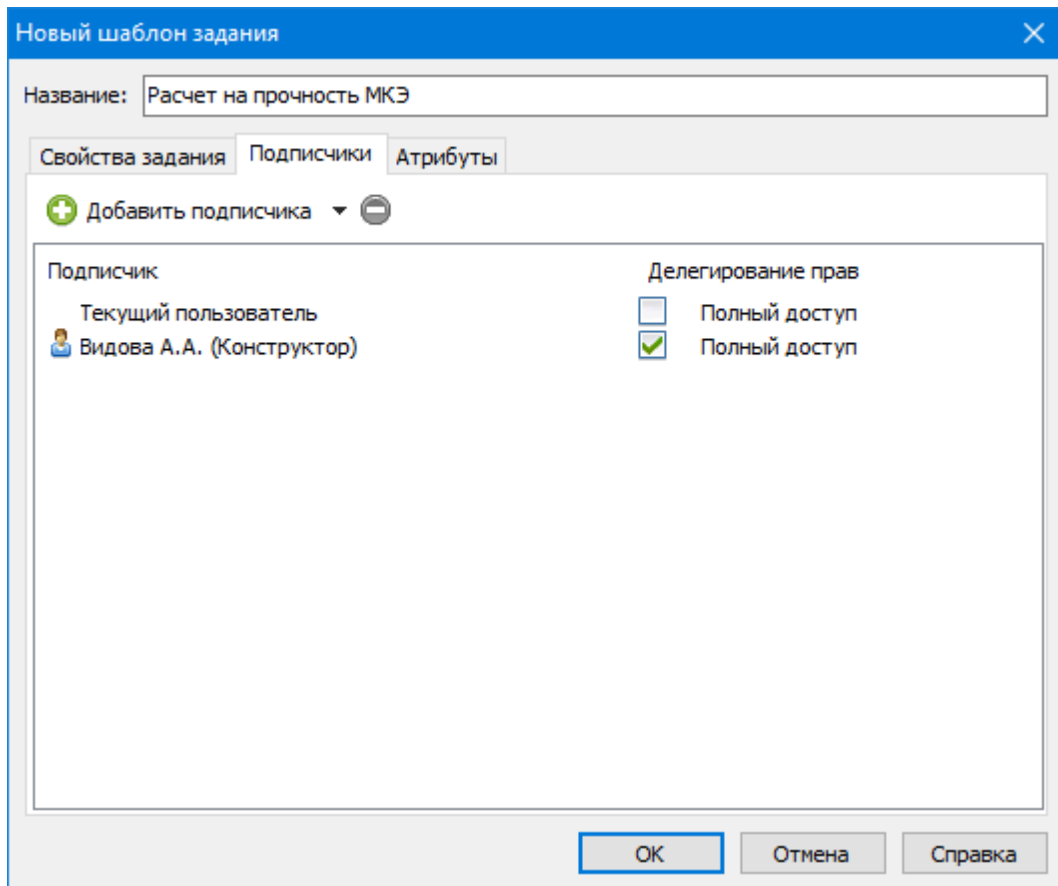 Новый шаблон задания
Название: Расчет на прочность МКЭ
Свойства задания Подписчики Атрибуты
Добавить подписчика
Подписчик Делегирование прав
Текущий пользователь Полный доступ
Видова А.А. (Конструктор) Полный доступ
ОК Отмена Справка